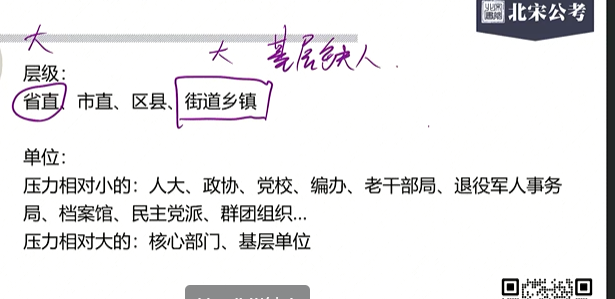 北宋公考
大
大 基层缺人.
层级:
省直、市直、区县、街道乡镇
单位:
压力相对小的: 人大、政协、党校、编办、老干部局、退役军人事务
局、档案馆、民主党派、群团组织...
压力相对大的: 核心部门、基层单位